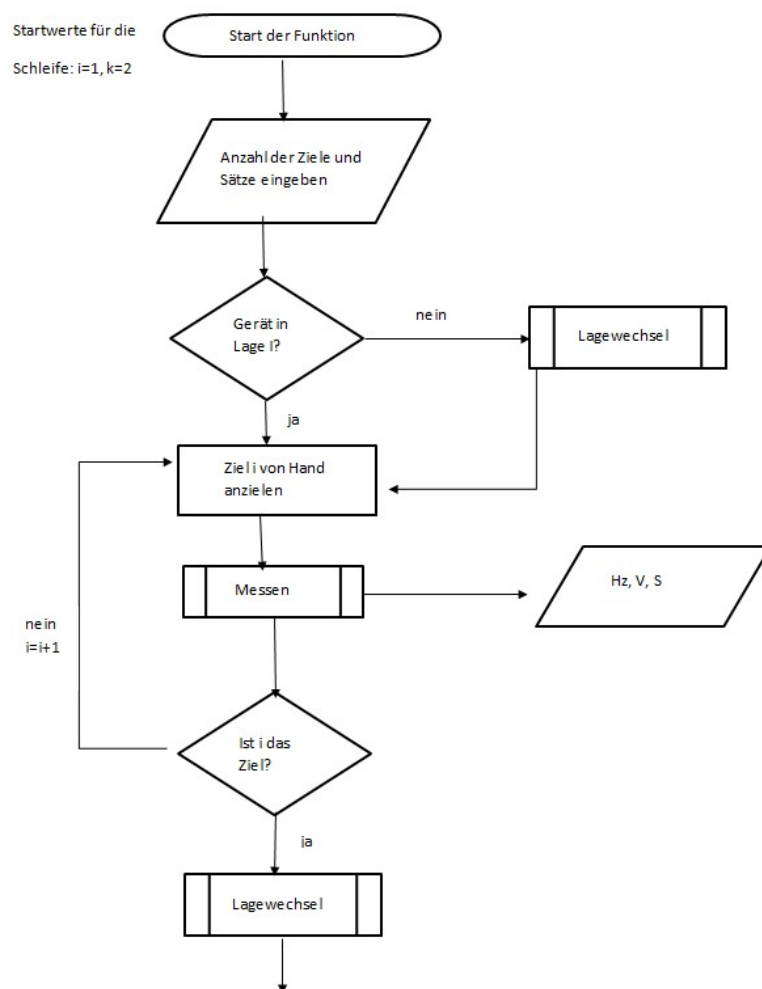 Startwerte für die
Schleife: i=1, k=2
Start der Funktion
Anzahl der Ziele und
Sätze eingeben
Gerät in
Lage I?
nein
Lagewechsel
ja
Ziel i von Hand
anzielen
Messen
Hz, V, S
nein
i=i+1
Ist i das
Ziel?
ja
Lagewechsel